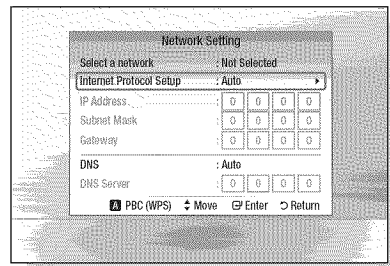 Network Setting
Select a network : Not Selected
Internet Protocol Setup : Auto
IP Address : 0 0 0 0
Subnet Mask : 0 0 0 0
Gateway : 0 0 0 0
DNS : Auto
DNS Server : 0 0 0 0
A PBC (WPS) Move Enter Return